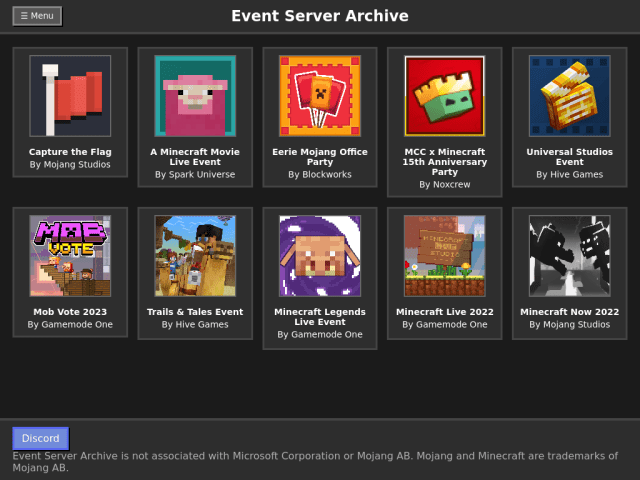 ☰ Menu
Event Server Archive
Capture the Flag
By Mojang Studios
A Minecraft Movie
Live Event
By Spark Universe
Eerie Mojang Office
Party
By Blockworks
MCC x Minecraft
15th Anniversary
Party
By Noxcrew
Universal Studios
Event
By Hive Games
MOB
VOTE
Mob Vote 2023
By Gamemode One
Trails & Tales Event
By Hive Games
Minecraft Legends
Live Event
By Gamemode One
MINECRAFT
MOB
STUDIO
Minecraft Live 2022
By Gamemode One
Minecraft Now 2022
By Mojang Studios
Discord
Event Server Archive is not associated with Microsoft Corporation or Mojang AB. Mojang and Minecraft are trademarks of
Mojang AB.